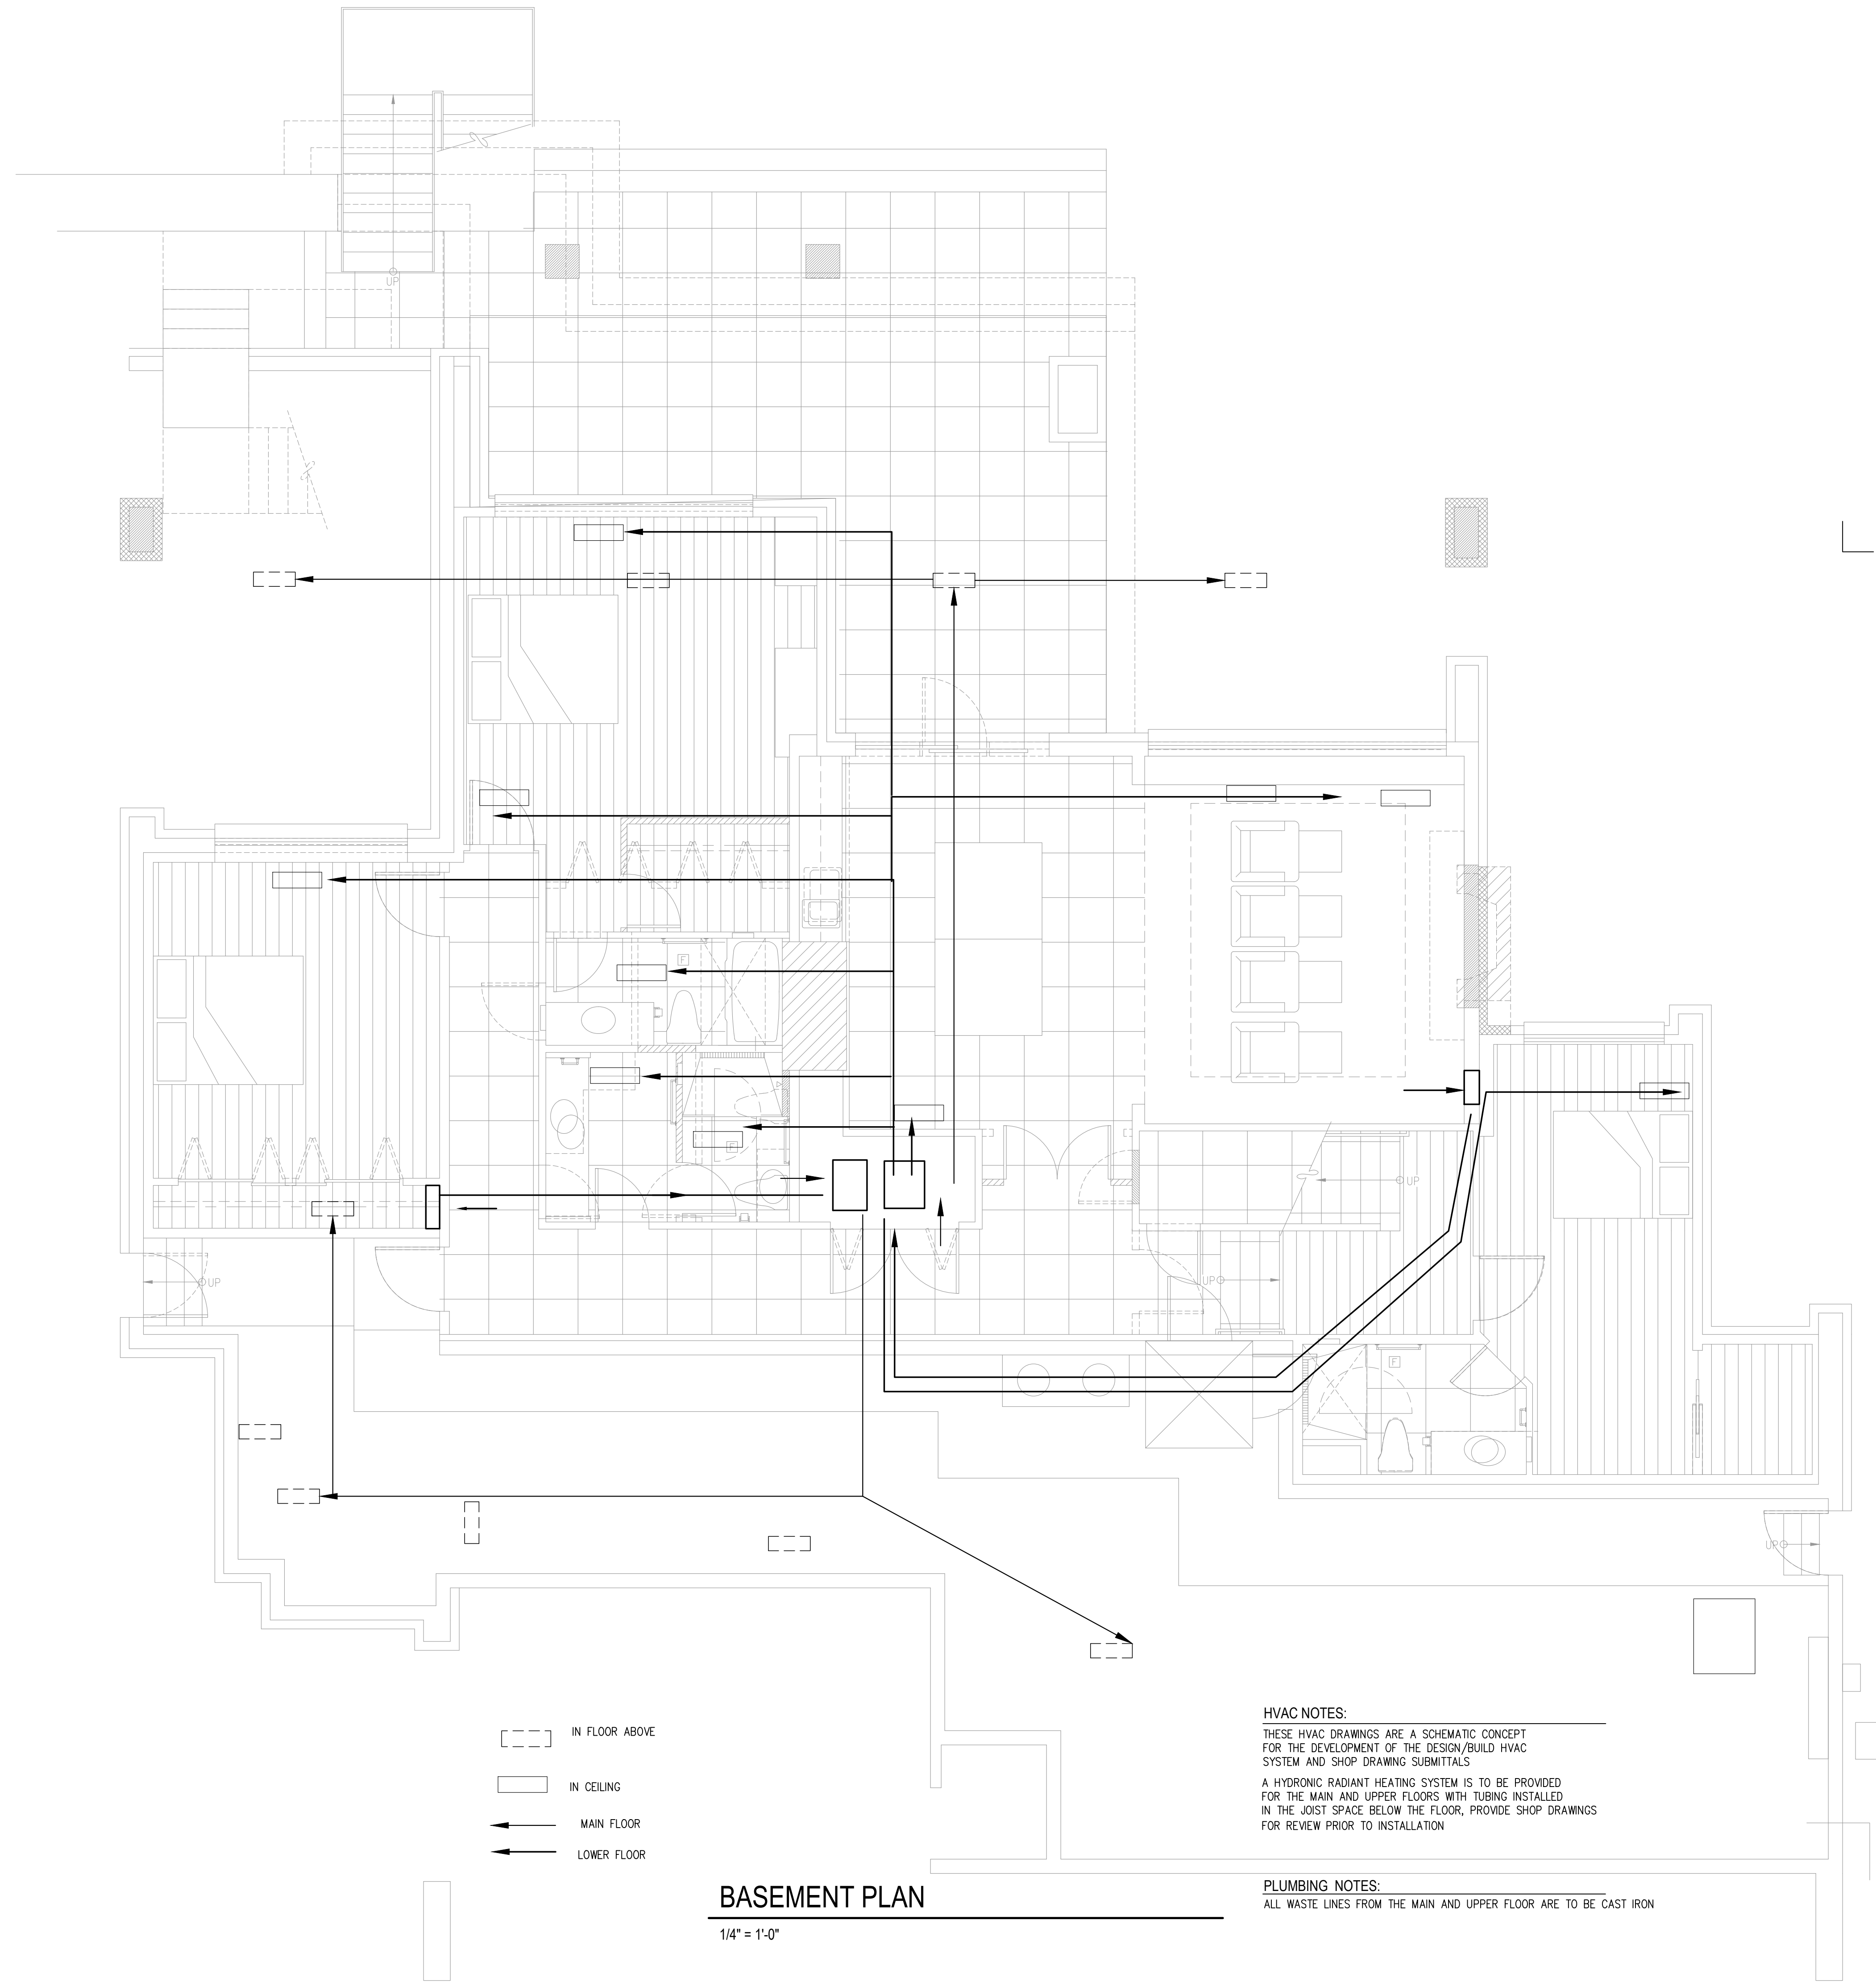 UP
F
F
UP
UP
UP
F
UP
IN FLOOR ABOVE
IN CEILING
MAIN FLOOR
LOWER FLOOR
HVAC NOTES:
THESE HVAC DRAWINGS ARE A SCHEMATIC CONCEPT
FOR THE DEVELOPMENT OF THE DESIGN/BUILD HVAC
SYSTEM AND SHOP DRAWING SUBMITTALS
A HYDRONIC RADIANT HEATING SYSTEM IS TO BE PROVIDED
FOR THE MAIN AND UPPER FLOORS WITH TUBING INSTALLED
IN THE JOIST SPACE BELOW THE FLOOR, PROVIDE SHOP DRAWINGS
FOR REVIEW PRIOR TO INSTALLATION
BASEMENT PLAN
1/4" = 1'-0"
PLUMBING NOTES:
ALL WASTE LINES FROM THE MAIN AND UPPER FLOOR ARE TO BE CAST IRON